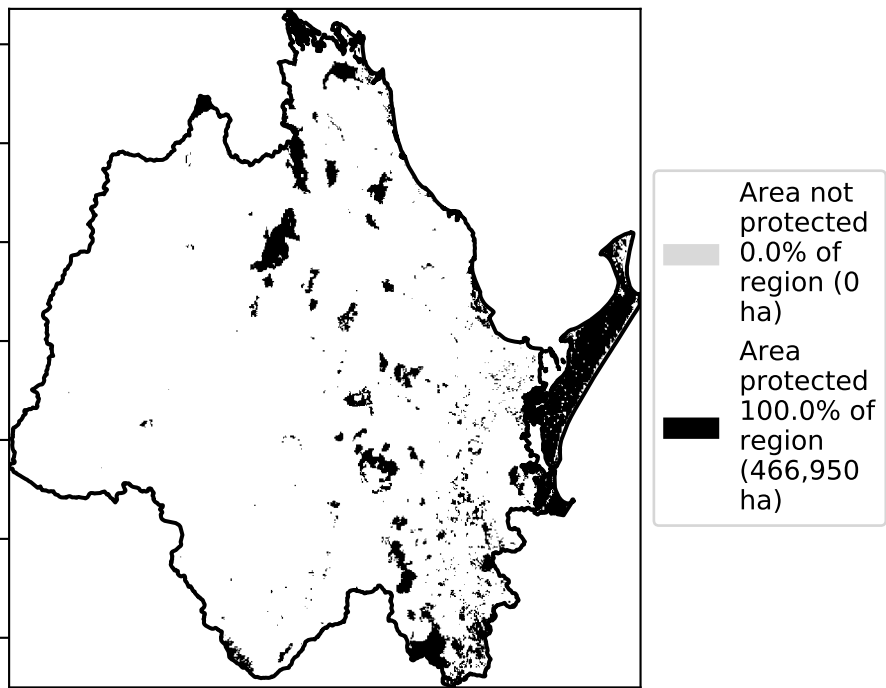 Area not
protected
0.0% of
region (0
ha)
Area
protected
100.0% of
region
(466,950
ha)